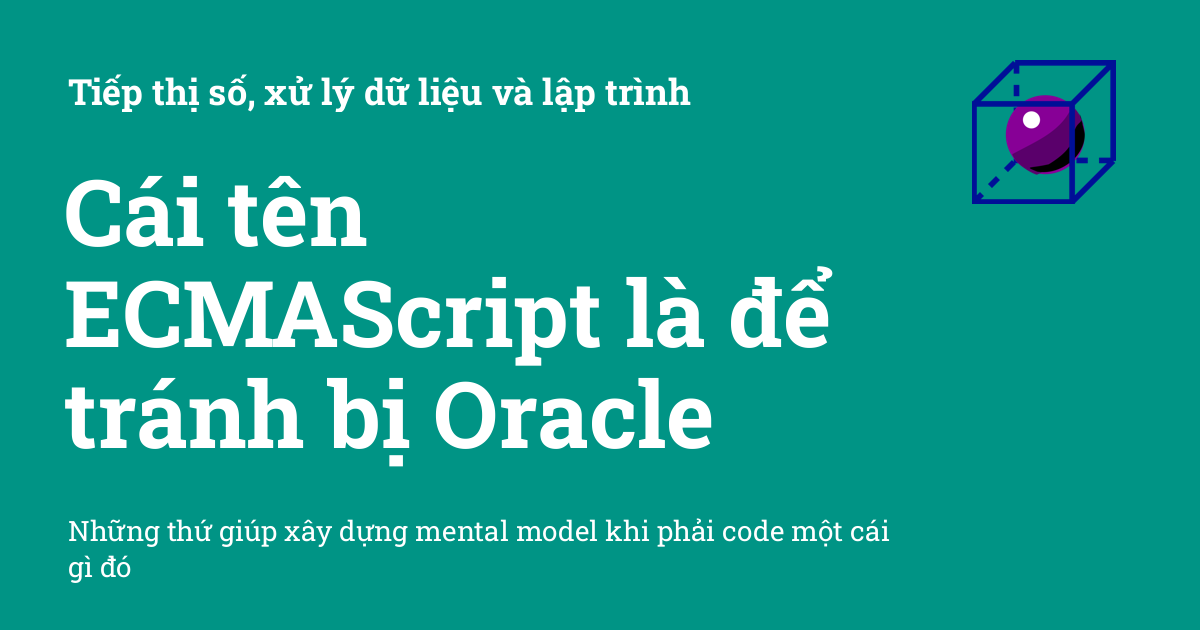 Tiếp thị số, xử lý dữ liệu và lập trình
Cái tên
ECMAScript là để
tránh bị Oracle
Những thứ giúp xây dựng mental model khi phải code một cái
gì đó